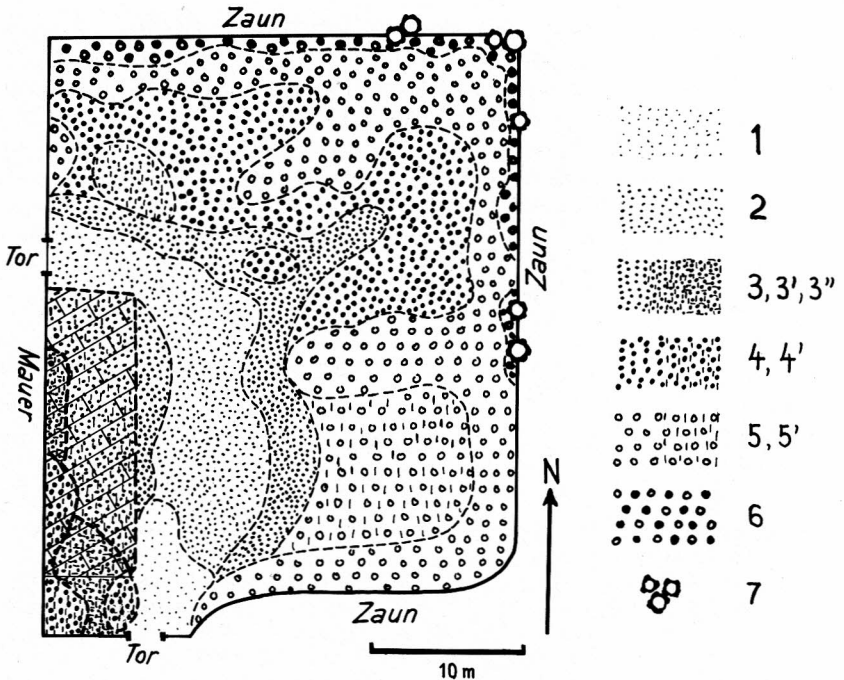 Zaun
Tor
Mauer
Zaun
N
Zaun
Tor
10 m
1
2
3, 3', 3"
4, 4'
5, 5'
6
7